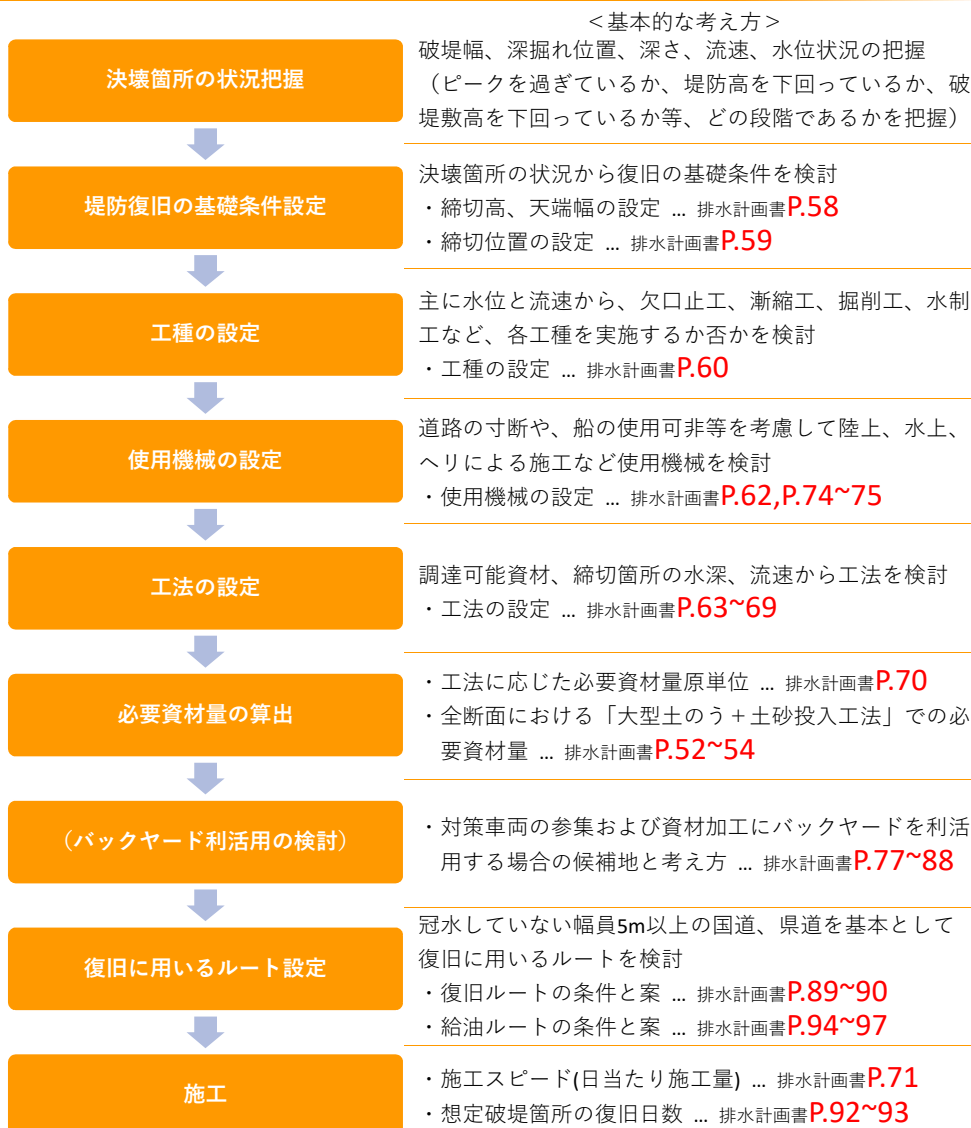 ＜基本的な考え方＞
決壊箇所の状況把握
破堤幅、深掘れ位置、深さ、流速、水位状況の把握
（ピークを過ぎているか、堤防高を下回っているか、破
堤敷高を下回っているか等、どの段階であるかを把握）
堤防復旧の基礎条件設定
決壊箇所の状況から復旧の基礎条件を検討
・締切高、天端幅の設定 … 排水計画書P.58
・締切位置の設定 … 排水計画書P.59
工種の設定
主に水位と流速から、欠口止工、漸縮工、掘削工、水制
工など、各工種を実施するか否かを検討
・工種の設定 … 排水計画書P.60
使用機械の設定
道路の寸断や、船の使用可非等を考慮して陸上、水上、
ヘリによる施工など使用機械を検討
・使用機械の設定 … 排水計画書P.62,P.74~75
工法の設定
調達可能資材、締切箇所の水深、流速から工法を検討
・工法の設定 … 排水計画書P.63~69
必要資材量の算出
・工法に応じた必要資材量原単位 … 排水計画書P.70
・全断面における「大型土のう＋土砂投入工法」での必
要資材量 … 排水計画書P.52~54
（バックヤード利活用の検討）
・対策車両の参集および資材加工にバックヤードを利活
用する場合の候補地と考え方 … 排水計画書P.77~88
復旧に用いるルート設定
冠水していない幅員5m以上の国道、県道を基本として
復旧に用いるルートを検討
・復旧ルートの条件と案 … 排水計画書P.89~90
・給油ルートの条件と案 … 排水計画書P.94~97
施工
・施工スピード(日当たり施工量) … 排水計画書P.71
・想定破堤箇所の復旧日数 … 排水計画書P.92~93